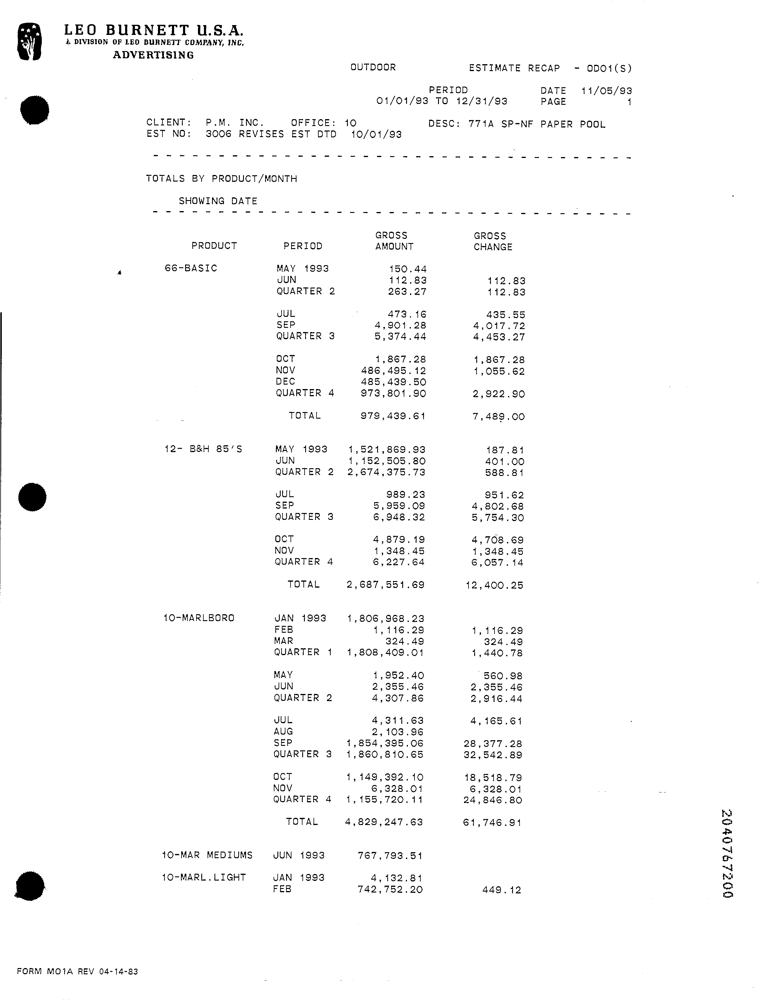 LEO BURNETT U.S.A.
A DIVISION OF LEO BURNETT COMPANY, INC.
ADVERTISING
OUTDOOR ESTIMATE RECAP - OD01(S)
PERIOD DATE 11/05/93
01/01/93 TO 12/31/93 PAGE 1
CLIENT: P.M. INC. OFFICE: 10 DESC: 771A SP-NF PAPER POOL
EST NO: 3006 REVISES EST DTD 10/01/93
- - - - - - - - - - - - - - - - - - - - - - - - - - - - - - - - - - - - -
TOTALS BY PRODUCT/MONTH
SHOWING DATE
- - - - - - - - - - - - - - - - - - - - - - - - - - - - - - - - - - - - -
GROSS GROSS
PRODUCT PERIOD AMOUNT CHANGE
66-BASIC MAY 1993 150.44
JUN 112.83 112.83
QUARTER 2 263.27 112.83
JUL 473.16 435.55
SEP 4,901.28 4,017.72
QUARTER 3 5,374.44 4,453.27
OCT 1,867.28 1,867.28
NOV 486,495.12 1,055.62
DEC 485,439.50
QUARTER 4 973,801.90 2,922.90
TOTAL 979,439.61 7,489.00
12- B&H 85'S MAY 1993 1,521,869.93 187.81
JUN 1,152,505.80 401.00
QUARTER 2 2,674,375.73 588.81
JUL 989.23 951.62
SEP 5,959.09 4,802.68
QUARTER 3 6,948.32 5,754.30
OCT 4,879.19 4,708.69
NOV 1,348.45 1,348.45
QUARTER 4 6,227.64 6,057.14
TOTAL 2,687,551.69 12,400.25
10-MARLBORO JAN 1993 1,806,968.23
FEB 1,116.29 1,116.29
MAR 324.49 324.49
QUARTER 1 1,808,409.01 1,440.78
MAY 1,952.40 560.98
JUN 2,355.46 2,355.46
QUARTER 2 4,307.86 2,916.44
JUL 4,311.63 4,165.61
AUG 2,103.96
SEP 1,854,395.06 28,377.28
QUARTER 3 1,860,810.65 32,542.89
OCT 1,149,392.10 18,518.79
NOV 6,328.01 6,328.01
QUARTER 4 1,155,720.11 24,846.80
TOTAL 4,829,247.63 61,746.91
10-MAR MEDIUMS JUN 1993 767,793.51
10-MARL.LIGHT JAN 1993 4,132.81
FEB 742,752.20 449.12
2040767200
FORM MO1A REV 04-14-83